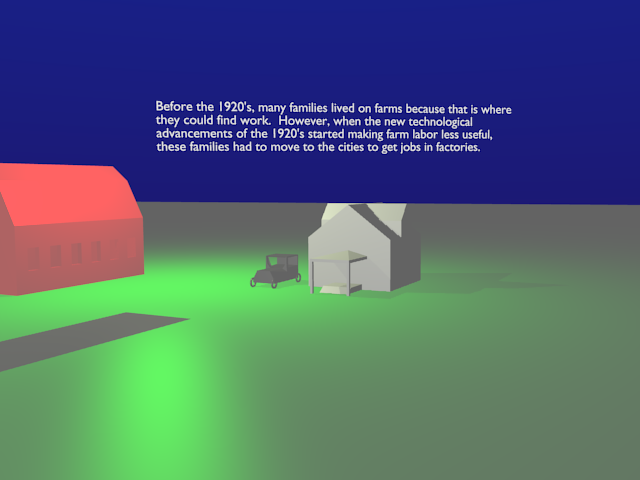 Before the 1920's, many families lived on farms because that is where
they could find work.  However, when the new technological
advancements of the 1920's started making farm labor less useful,
these families had to move to the cities to get jobs in factories.